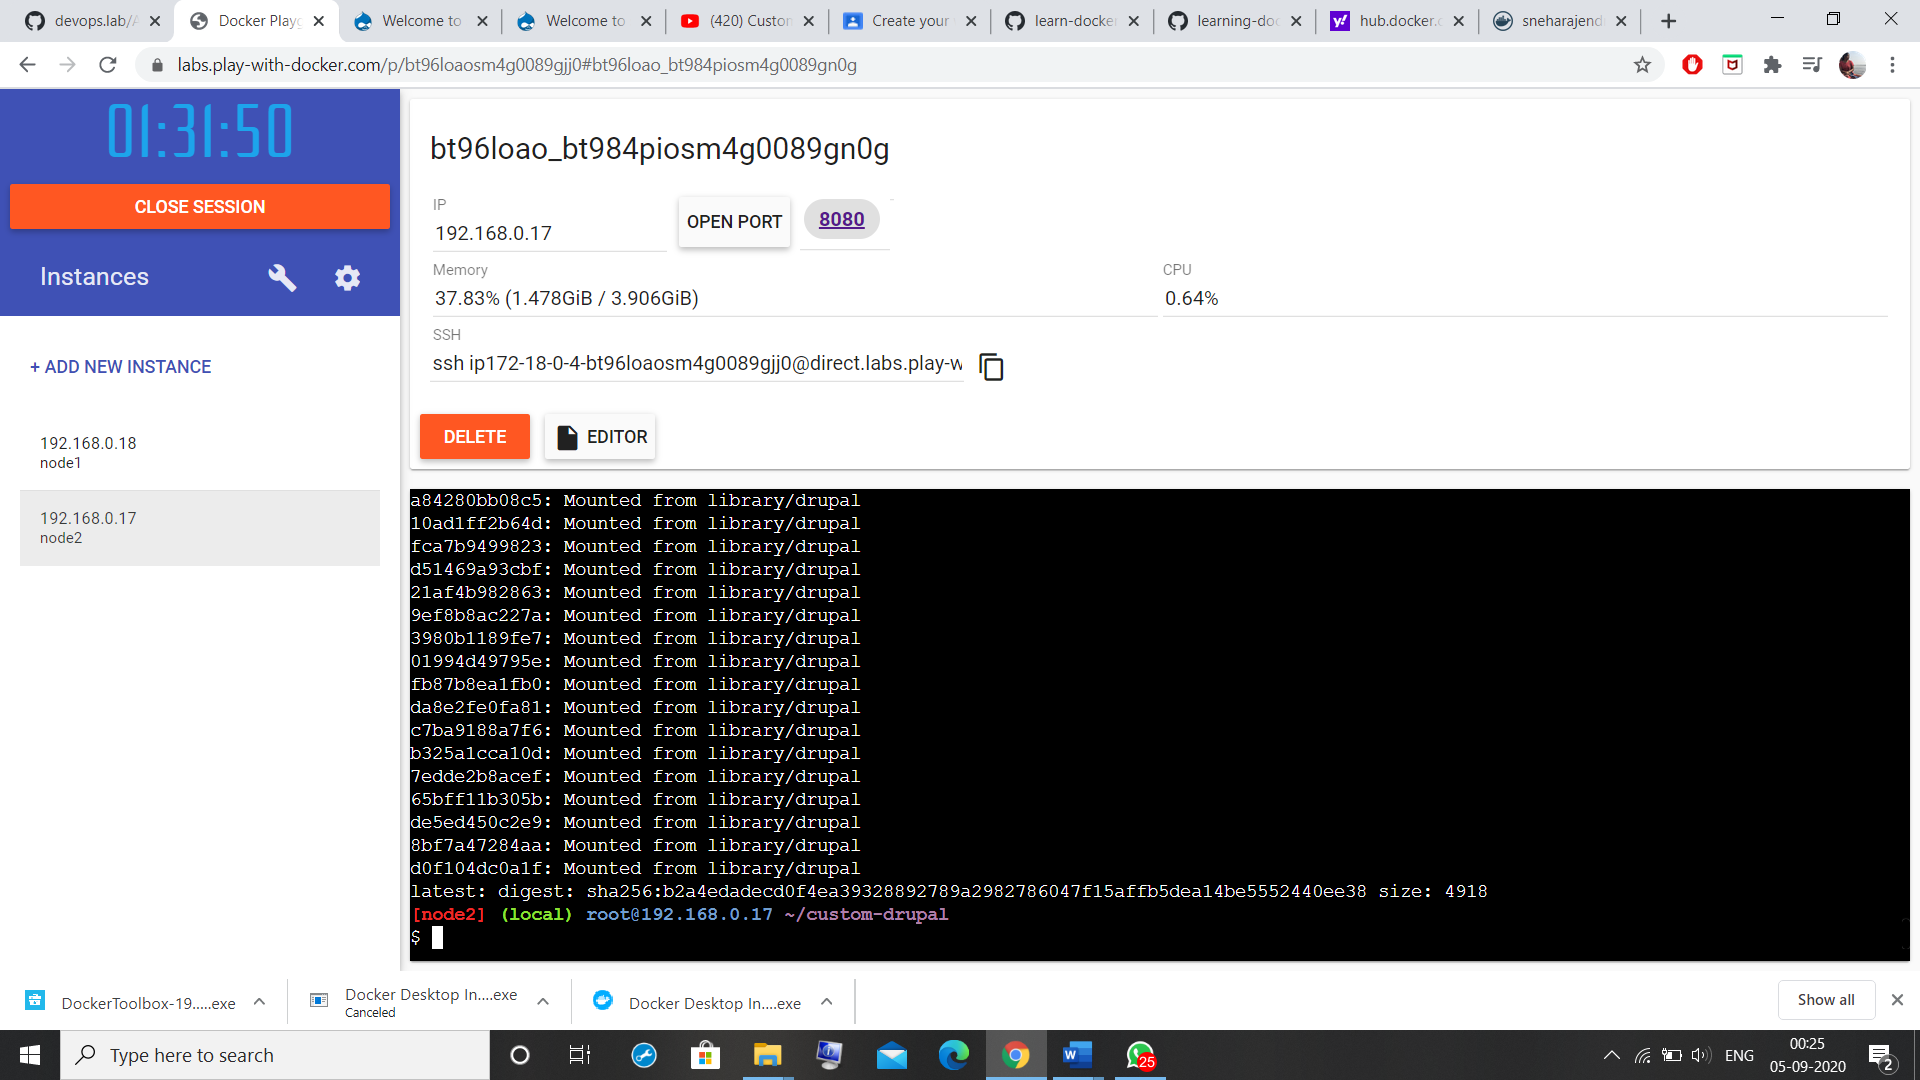 devops.lab/A
Docker Playg
Welcome to
Welcome to
(420) Custom
Create your
learn-docker
learning-doc
hub.docker.c
sneharajend
labs.play-with-docker.com/p/bt96loaosm4g0089gjj0#bt96loao_bt984piosm4g0089gn0g
01:31:50
CLOSE SESSION
Instances
+ ADD NEW INSTANCE
192.168.0.18
node1
192.168.0.17
node2
bt96loao_bt984piosm4g0089gn0g
IP
192.168.0.17
OPEN PORT
8080
Memory
37.83% (1.478GiB / 3.906GiB)
CPU
0.64%
SSH
ssh ip172-18-0-4-bt96loaosm4g0089gjj0@direct.labs.play-w
DELETE
EDITOR
a84280bb08c5: Mounted from library/drupal
10ad1ff2b64d: Mounted from library/drupal
fca7b9499823: Mounted from library/drupal
d51469a93cbf: Mounted from library/drupal
21af4b982863: Mounted from library/drupal
9ef8b8ac227a: Mounted from library/drupal
3980b1189fe7: Mounted from library/drupal
01994d49795e: Mounted from library/drupal
fb87b8ea1fb0: Mounted from library/drupal
da8e2fe0fa81: Mounted from library/drupal
c7ba9188a7f6: Mounted from library/drupal
b325a1cca10d: Mounted from library/drupal
7edde2b8acef: Mounted from library/drupal
65bff11b305b: Mounted from library/drupal
de5ed450c2e9: Mounted from library/drupal
8bf7a47284aa: Mounted from library/drupal
d0f104dc0a1f: Mounted from library/drupal
latest: digest: sha256:b2a4edadecd0f4ea39328892789a2982786047f15affb5dea14be5552440ee38 size: 4918
[node2] (local) root@192.168.0.17 ~/custom-drupal
$
DockerToolbox-19.....exe
Docker Desktop In....exe
Canceled
Docker Desktop In....exe
Show all
Type here to search
25
ENG
00:25
05-09-2020
2